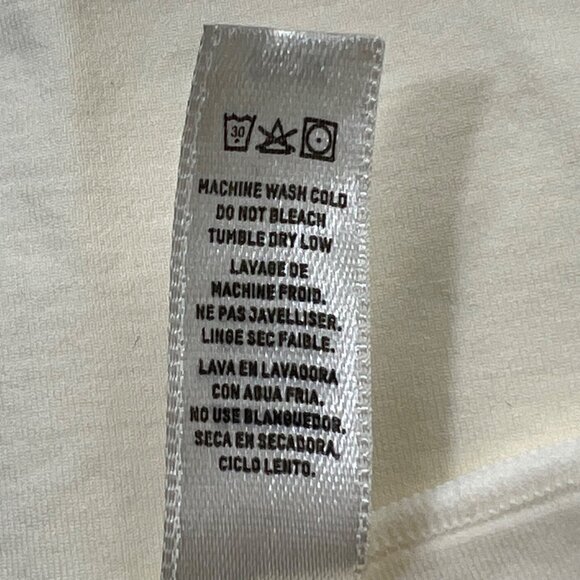 30
MACHINE WASH COLD
DO NOT BLEACH
TUMBLE DRY LOW
LAVAGE DE
MACHINE FROID.
NE PAS JAVELLISER.
LINGE SEC FAIBLE.
LAVA EN LAVADORA
CON AGUA FRIA.
NO USE BLANQUEDOR.
SECA EN SECADORA,
CICLO LENTO.